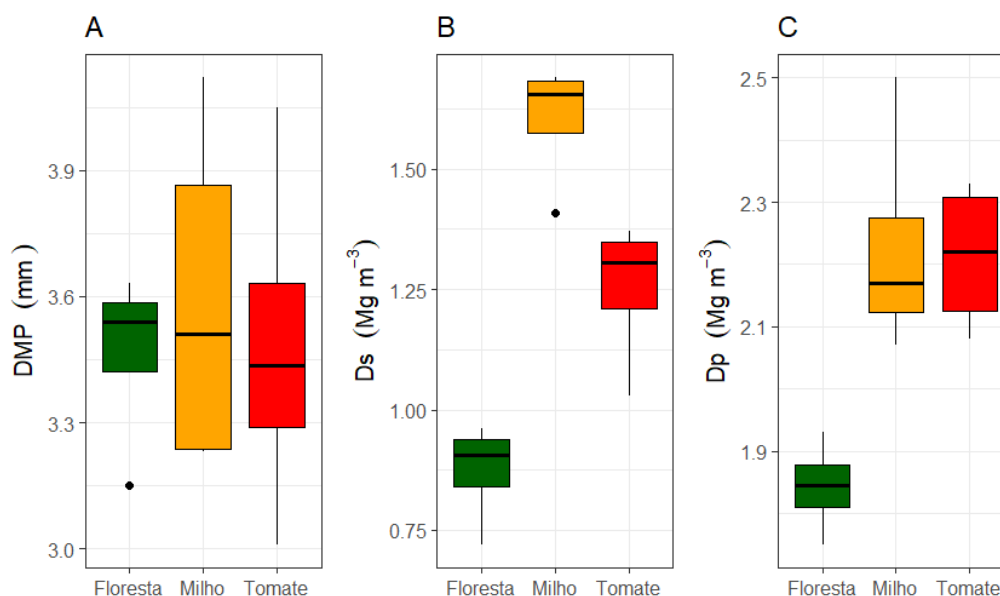 A
DMP (mm)
3.9
3.6
3.3
3.0
Floresta Milho Tomate
B
Ds (Mg m⁻³)
1.50
1.25
1.00
0.75
Floresta Milho Tomate
C
Dp (Mg m⁻³)
2.5
2.3
2.1
1.9
Floresta Milho Tomate